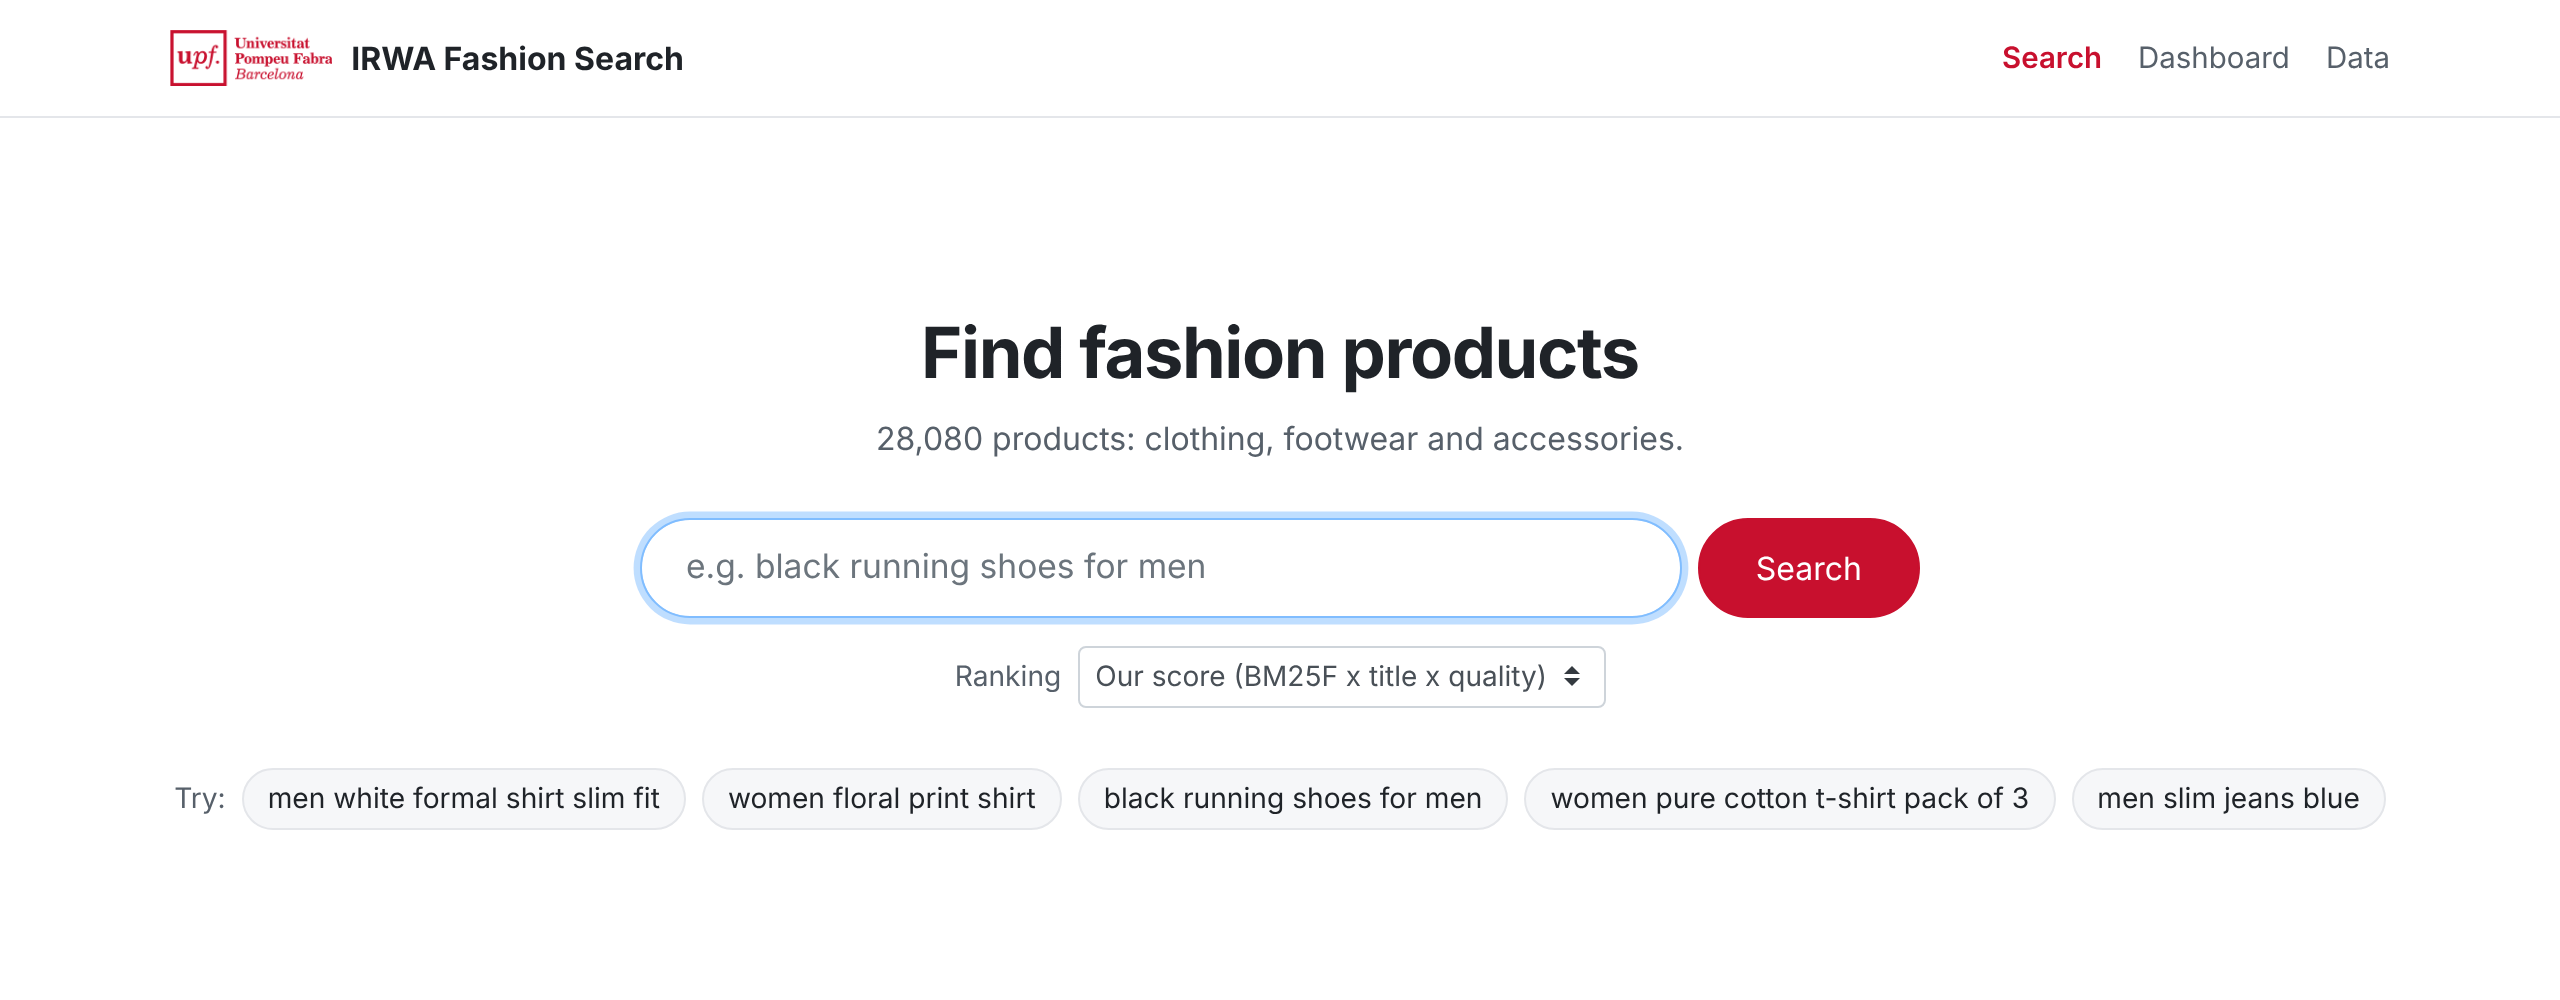 upf.
Universitat
Pompeu Fabra
Barcelona
IRWA Fashion Search
Search
Dashboard
Data
Find fashion products
28,080 products: clothing, footwear and accessories.
e.g. black running shoes for men
Search
Ranking
Our score (BM25F x title x quality)
Try:
men white formal shirt slim fit
women floral print shirt
black running shoes for men
women pure cotton t-shirt pack of 3
men slim jeans blue